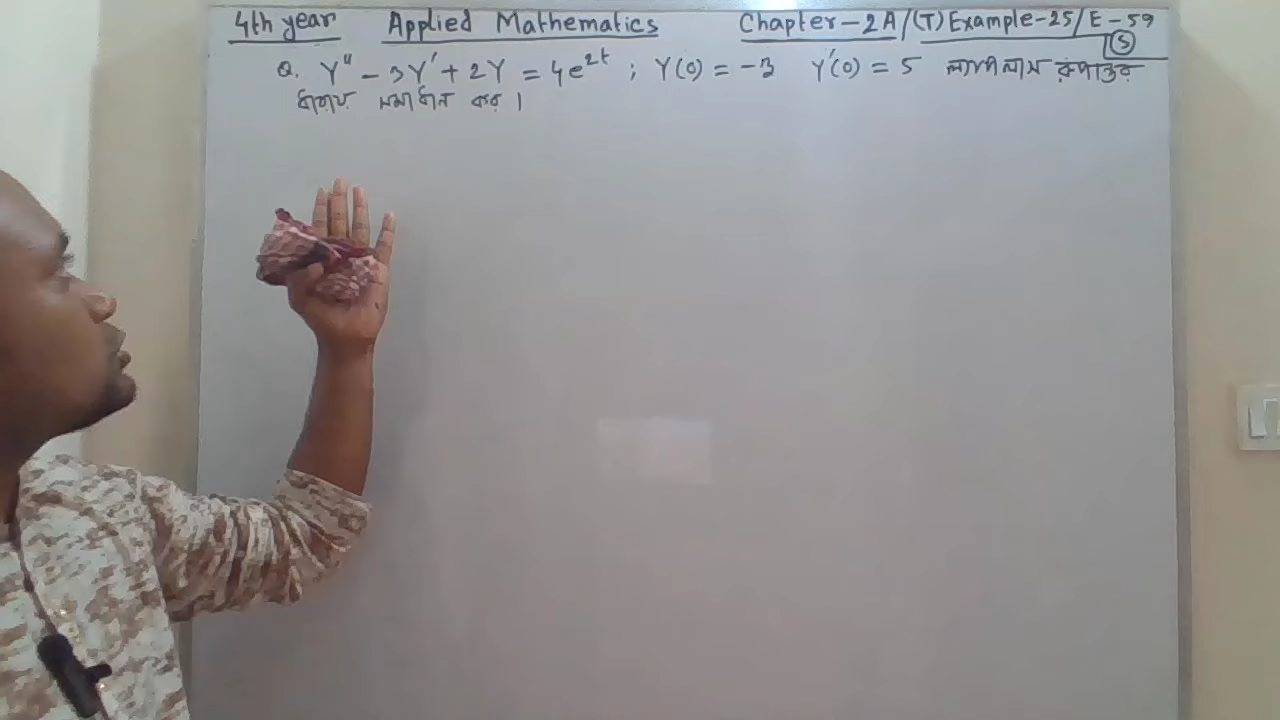 4th year Applied Mathematics Chapter-2A/(T)Example-25/E-59
5
Q. Y" - 3Y' + 2Y = 4e^{2t} ; Y(0) = -3 Y'(0) = 5 লাপলাস রূপান্তর
দ্বারায় সমাধান কর ।